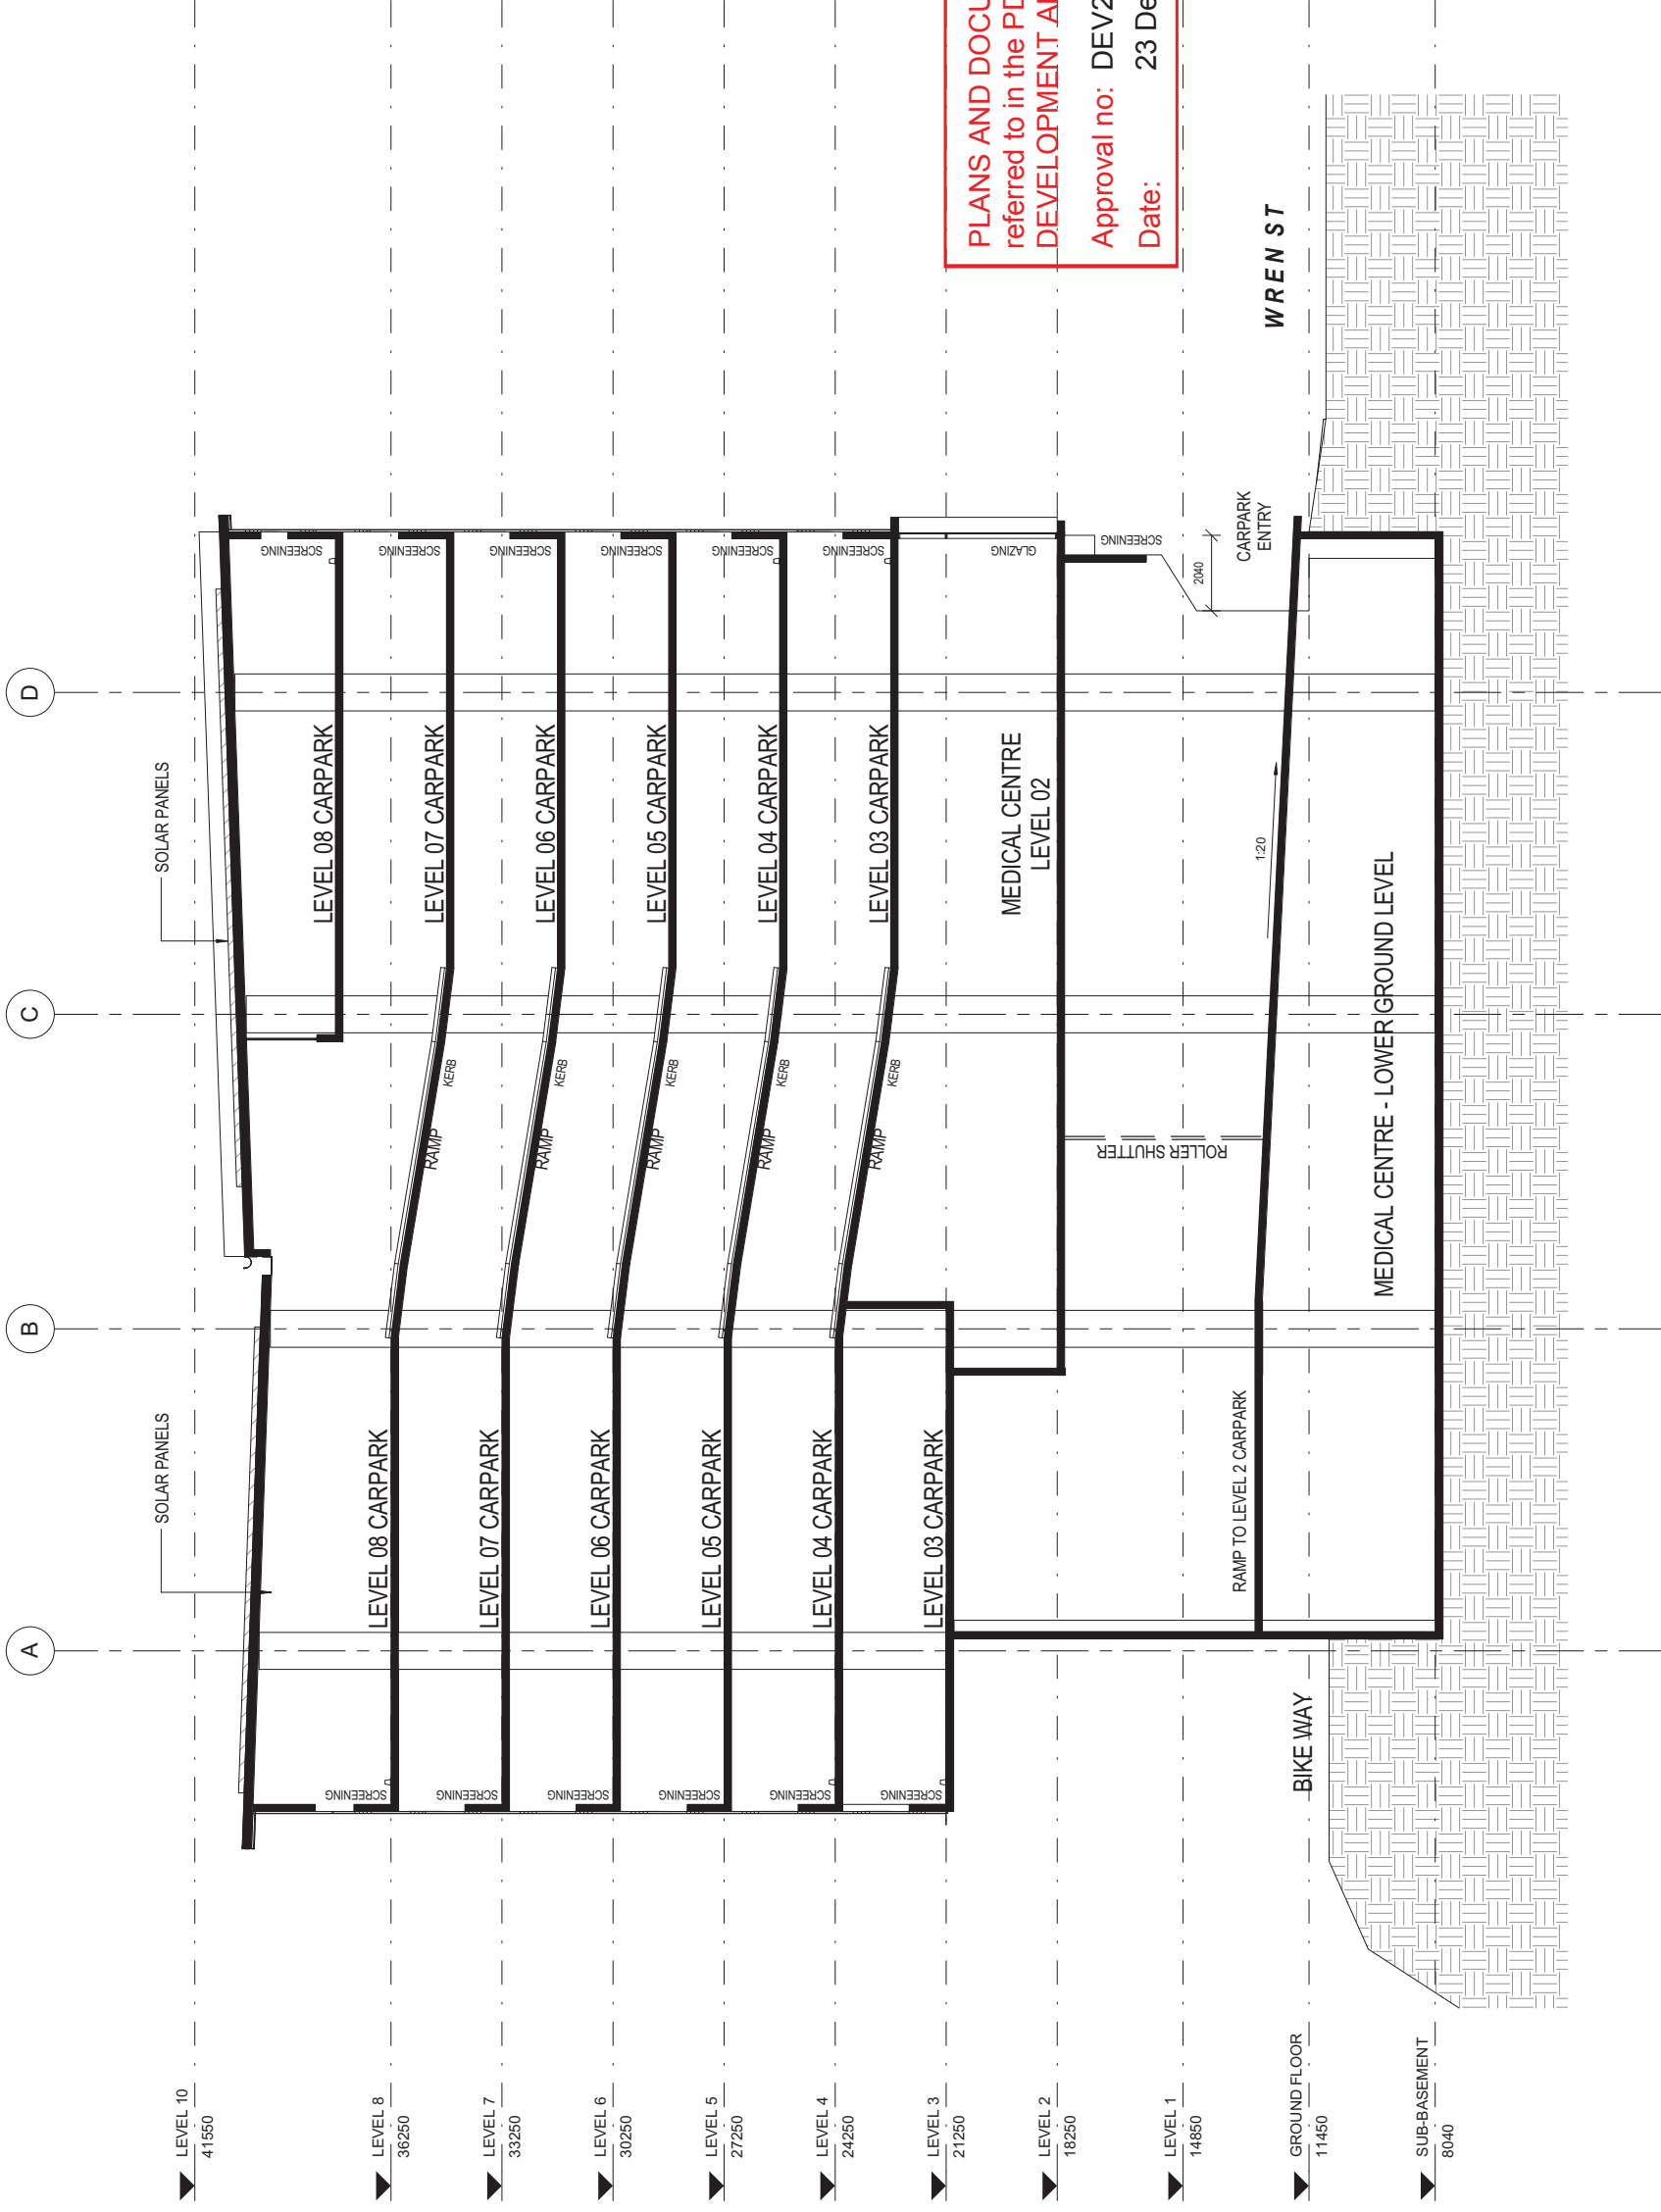 A
B
C
D
SOLAR PANELS
SOLAR PANELS
LEVEL 10
41550
LEVEL 8
36250
LEVEL 7
33250
LEVEL 6
30250
LEVEL 5
27250
LEVEL 4
24250
LEVEL 3
21250
LEVEL 2
18250
LEVEL 1
14850
GROUND FLOOR
11450
SUB-BASEMENT
8040
SCREENING
LEVEL 08 CARPARK
LEVEL 08 CARPARK
SCREENING
SCREENING
LEVEL 07 CARPARK
RAMP
KERB
LEVEL 07 CARPARK
SCREENING
SCREENING
LEVEL 06 CARPARK
RAMP
KERB
LEVEL 06 CARPARK
SCREENING
SCREENING
LEVEL 05 CARPARK
RAMP
KERB
LEVEL 05 CARPARK
SCREENING
SCREENING
LEVEL 04 CARPARK
RAMP
KERB
LEVEL 04 CARPARK
SCREENING
SCREENING
LEVEL 03 CARPARK
RAMP
KERB
LEVEL 03 CARPARK
SCREENING
MEDICAL CENTRE
LEVEL 02
GLAZING
SCREENING
ROLLER SHUTTER
2040
RAMP TO LEVEL 2 CARPARK
1:20
CARPARK
ENTRY
WREN ST
BIKE WAY
MEDICAL CENTRE - LOWER GROUND LEVEL
PLANS AND DOCU
referred to in the PD
DEVELOPMENT A
Approval no: DEV2
Date: 23 De